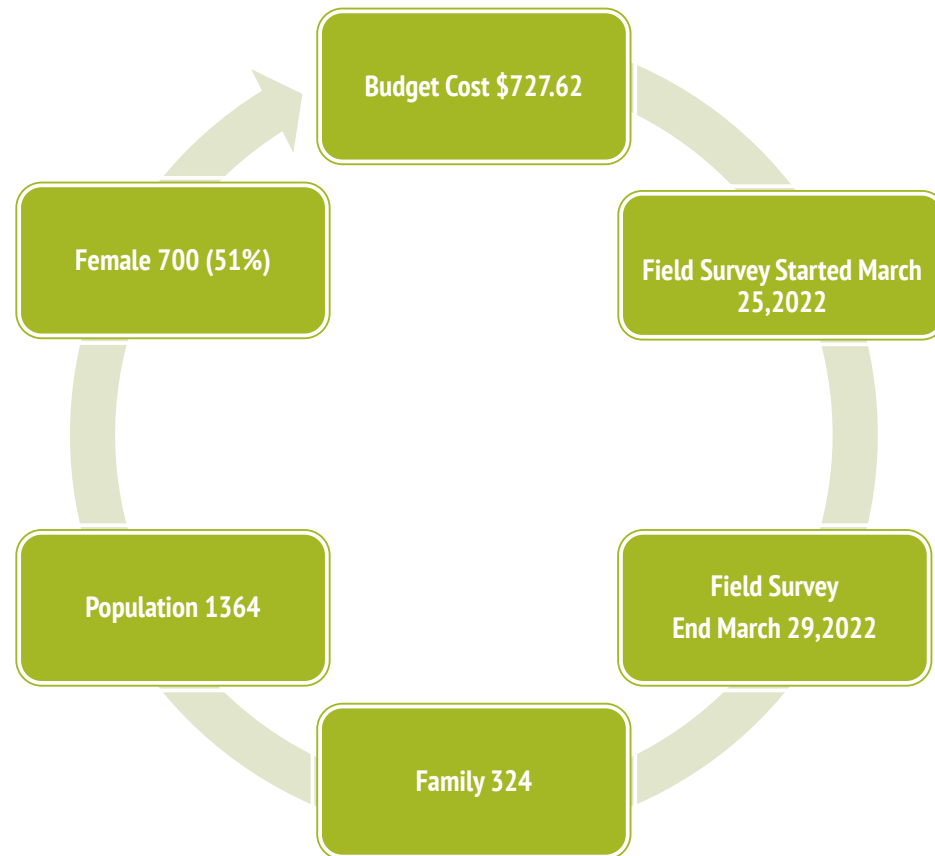 Budget Cost $727.62
Field Survey Started March
25,2022
Field Survey
End March 29,2022
Family 324
Population 1364
Female 700 (51%)